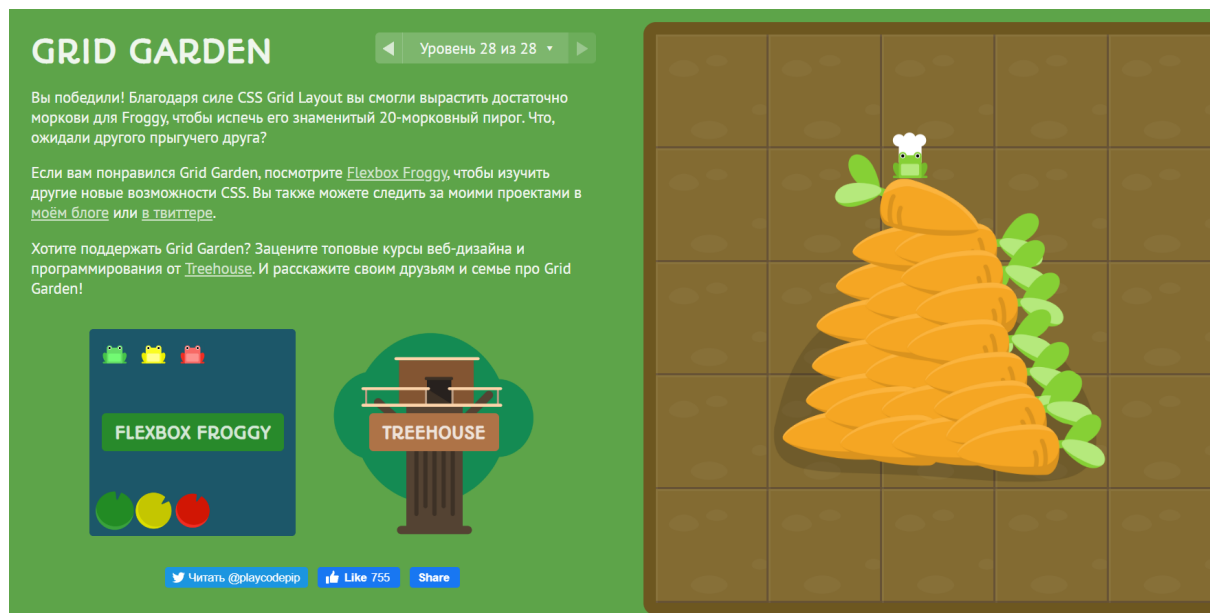 GRID GARDEN
Уровень 28 из 28
Вы победили! Благодаря силе CSS Grid Layout вы смогли вырастить достаточно
моркови для Froggy, чтобы испечь его знаменитый 20-морковный пирог. Что,
ожидали другого прыгучего друга?
Если вам понравился Grid Garden, посмотрите Flexbox Froggy, чтобы изучить
другие новые возможности CSS. Вы также можете следить за моими проектами в
моём блоге или в твиттере.
Хотите поддержать Grid Garden? Зацените топовые курсы веб-дизайна и
программирования от Treehouse. И расскажите своим друзьям и семье про Grid
Garden!
FLEXBOX FROGGY
TREEHOUSE
Читать @playcodepip
Like 755
Share